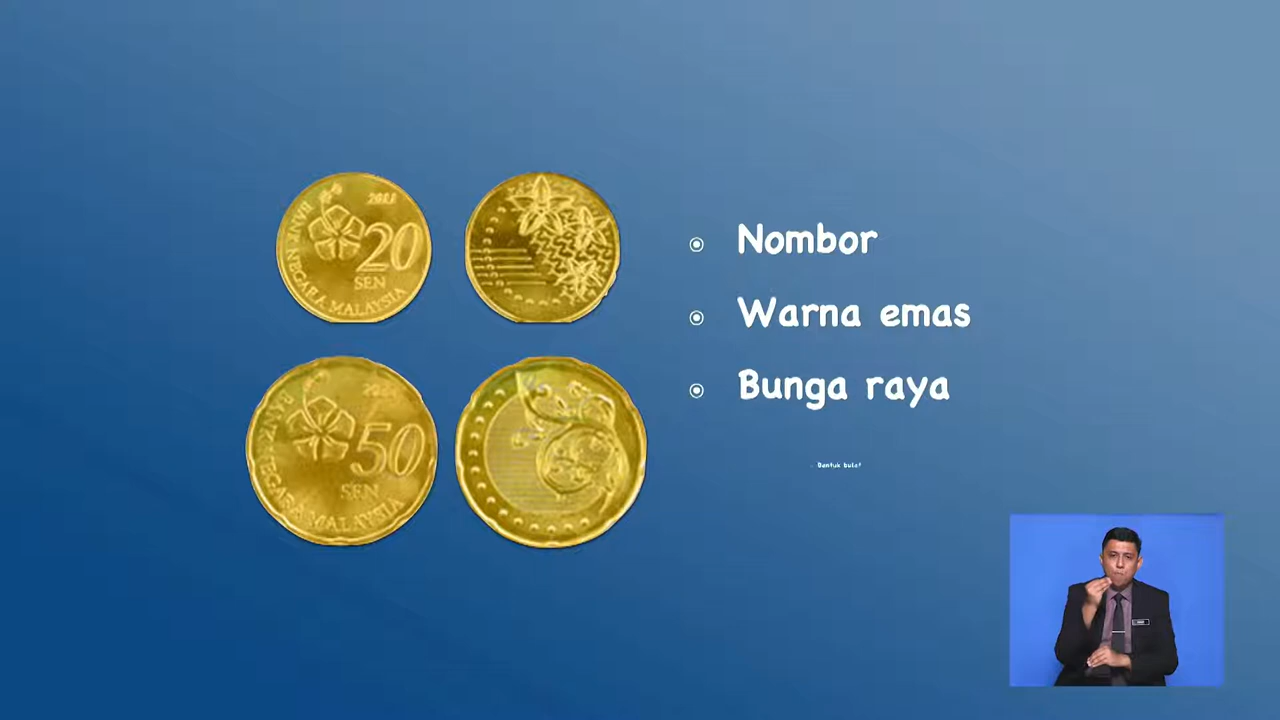 20
SEN
BANK NEGARA MALAYSIA
50
SEN
BANK NEGARA MALAYSIA
Nombor
Warna emas
Bunga raya
Bentuk bulat